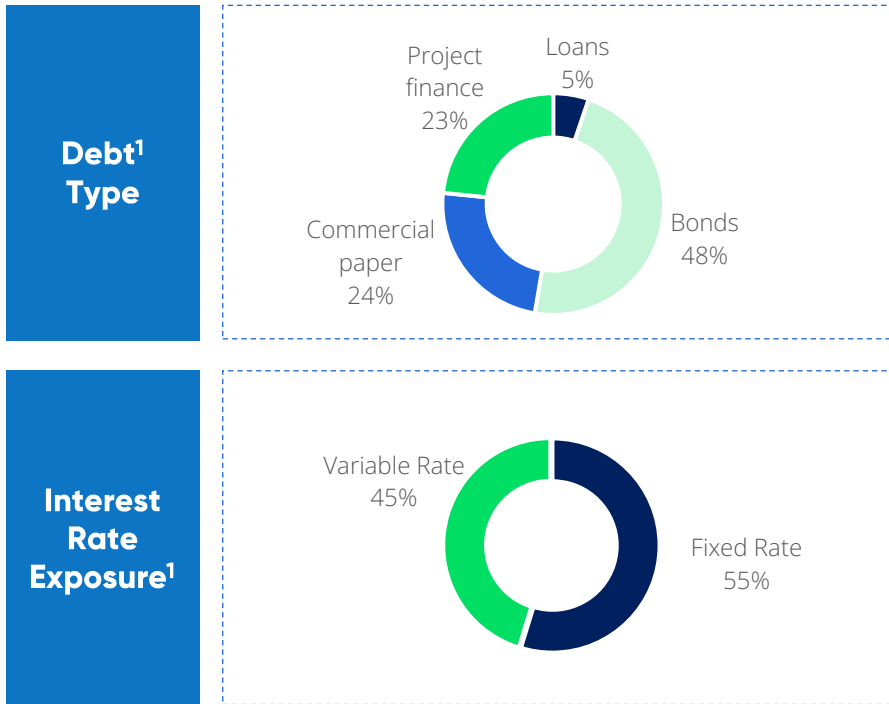 Debt¹
Type
Project
finance
23%
Loans
5%
Commercial
paper
24%
Bonds
48%
Interest
Rate
Exposure¹
Variable Rate
45%
Fixed Rate
55%